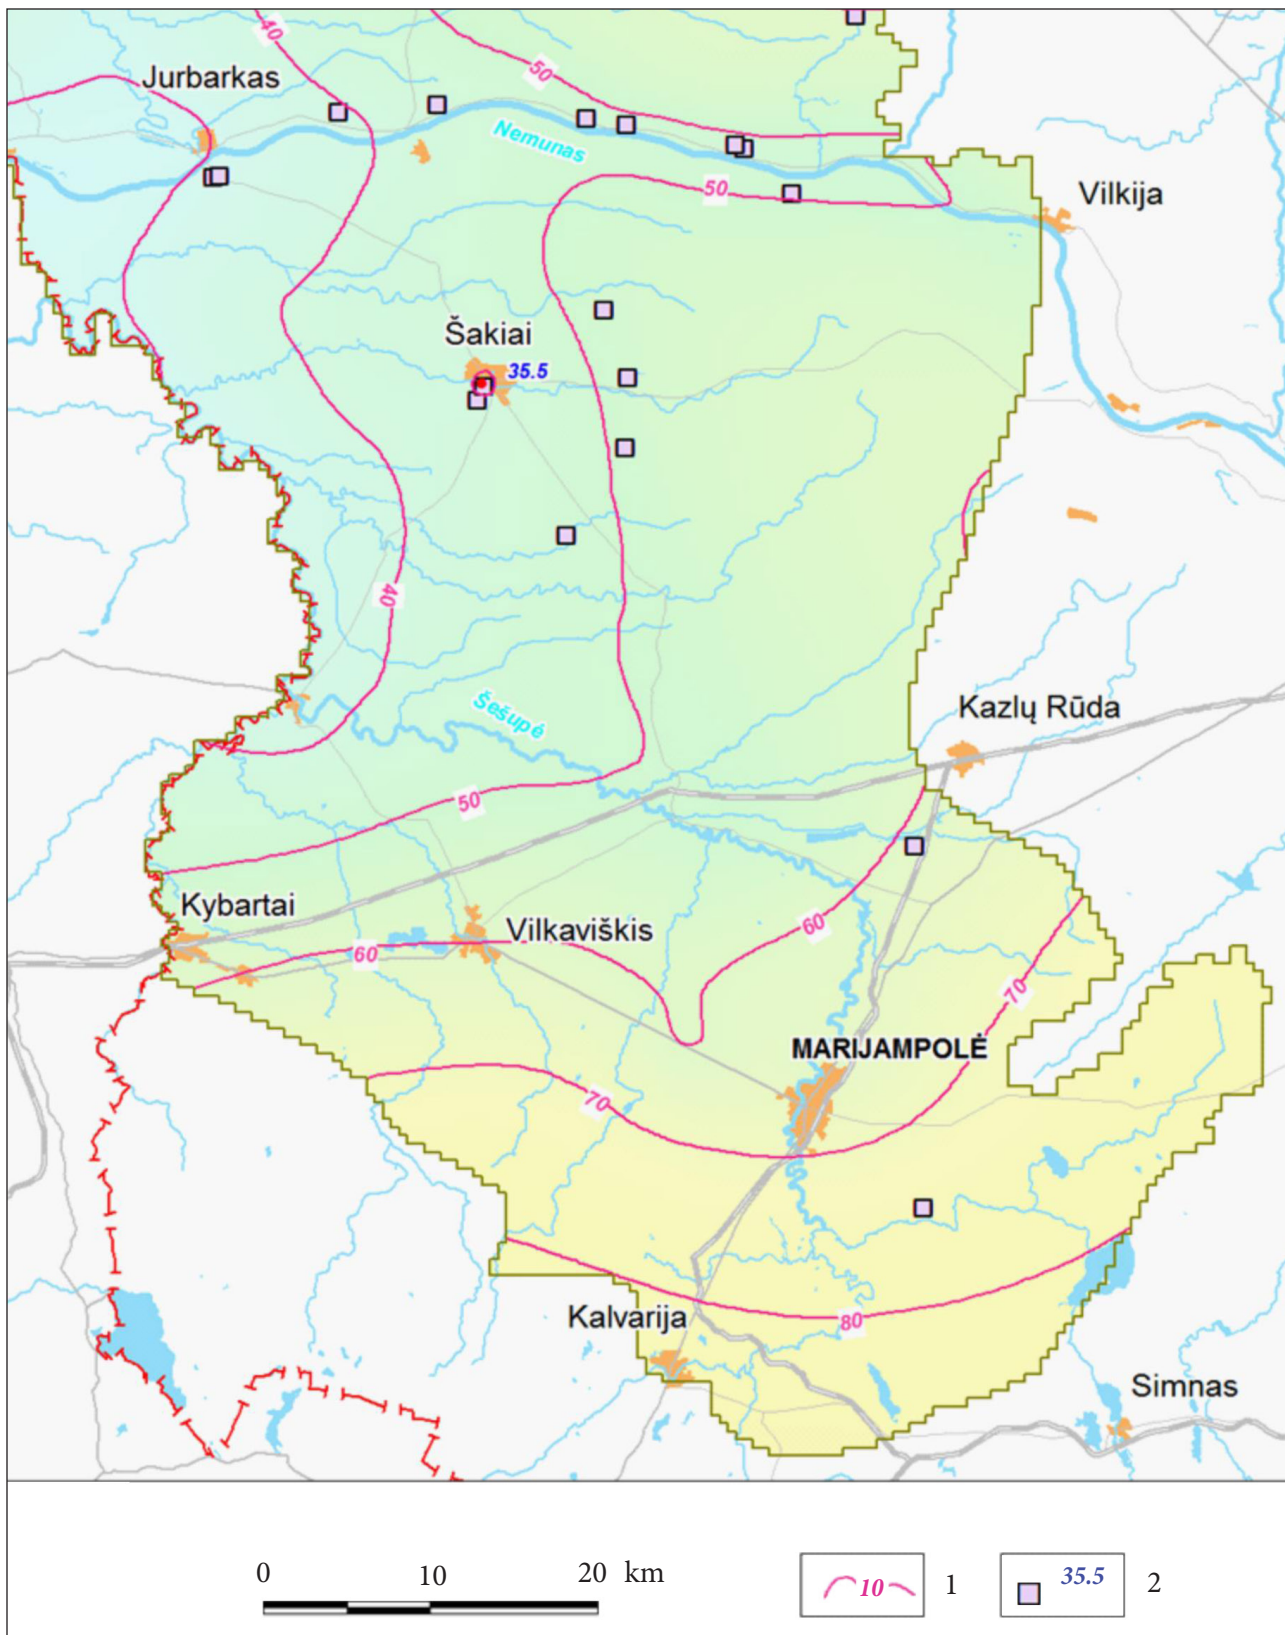 40
50
Jurbarkas
Nemunas
50
Vilkija
Šakiai
35.5
40
Šešupė
Kazlų Rūda
50
Kybartai
Vilkaviškis
60
60
70
MARIJAMPOLĖ
70
Kalvarija
80
Simnas
0 10 20 km
10 1
35.5 2